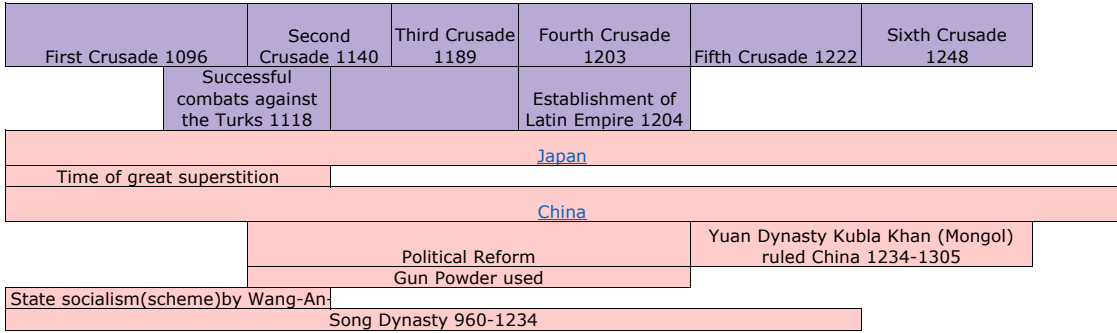 First Crusade 1096
Second
Crusade 1140
Third Crusade
1189
Fourth Crusade
1203
Fifth Crusade 1222
Sixth Crusade
1248
Successful
combats against
the Turks 1118
Establishment of
Latin Empire 1204
Japan
Time of great superstition
China
Political Reform
Yuan Dynasty Kubla Khan (Mongol)
ruled China 1234-1305
Gun Powder used
State socialism(scheme)by Wang-An-
Song Dynasty 960-1234